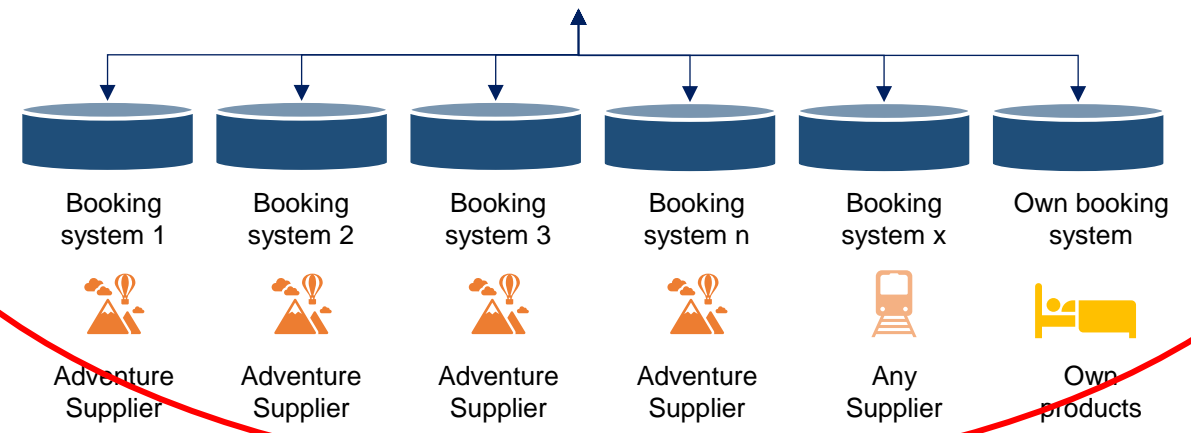 Booking
system 1
Booking
system 2
Booking
system 3
Booking
system n
Booking
system x
Own booking
system
Adventure
Supplier
Adventure
Supplier
Adventure
Supplier
Adventure
Supplier
Any
Supplier
Own
products